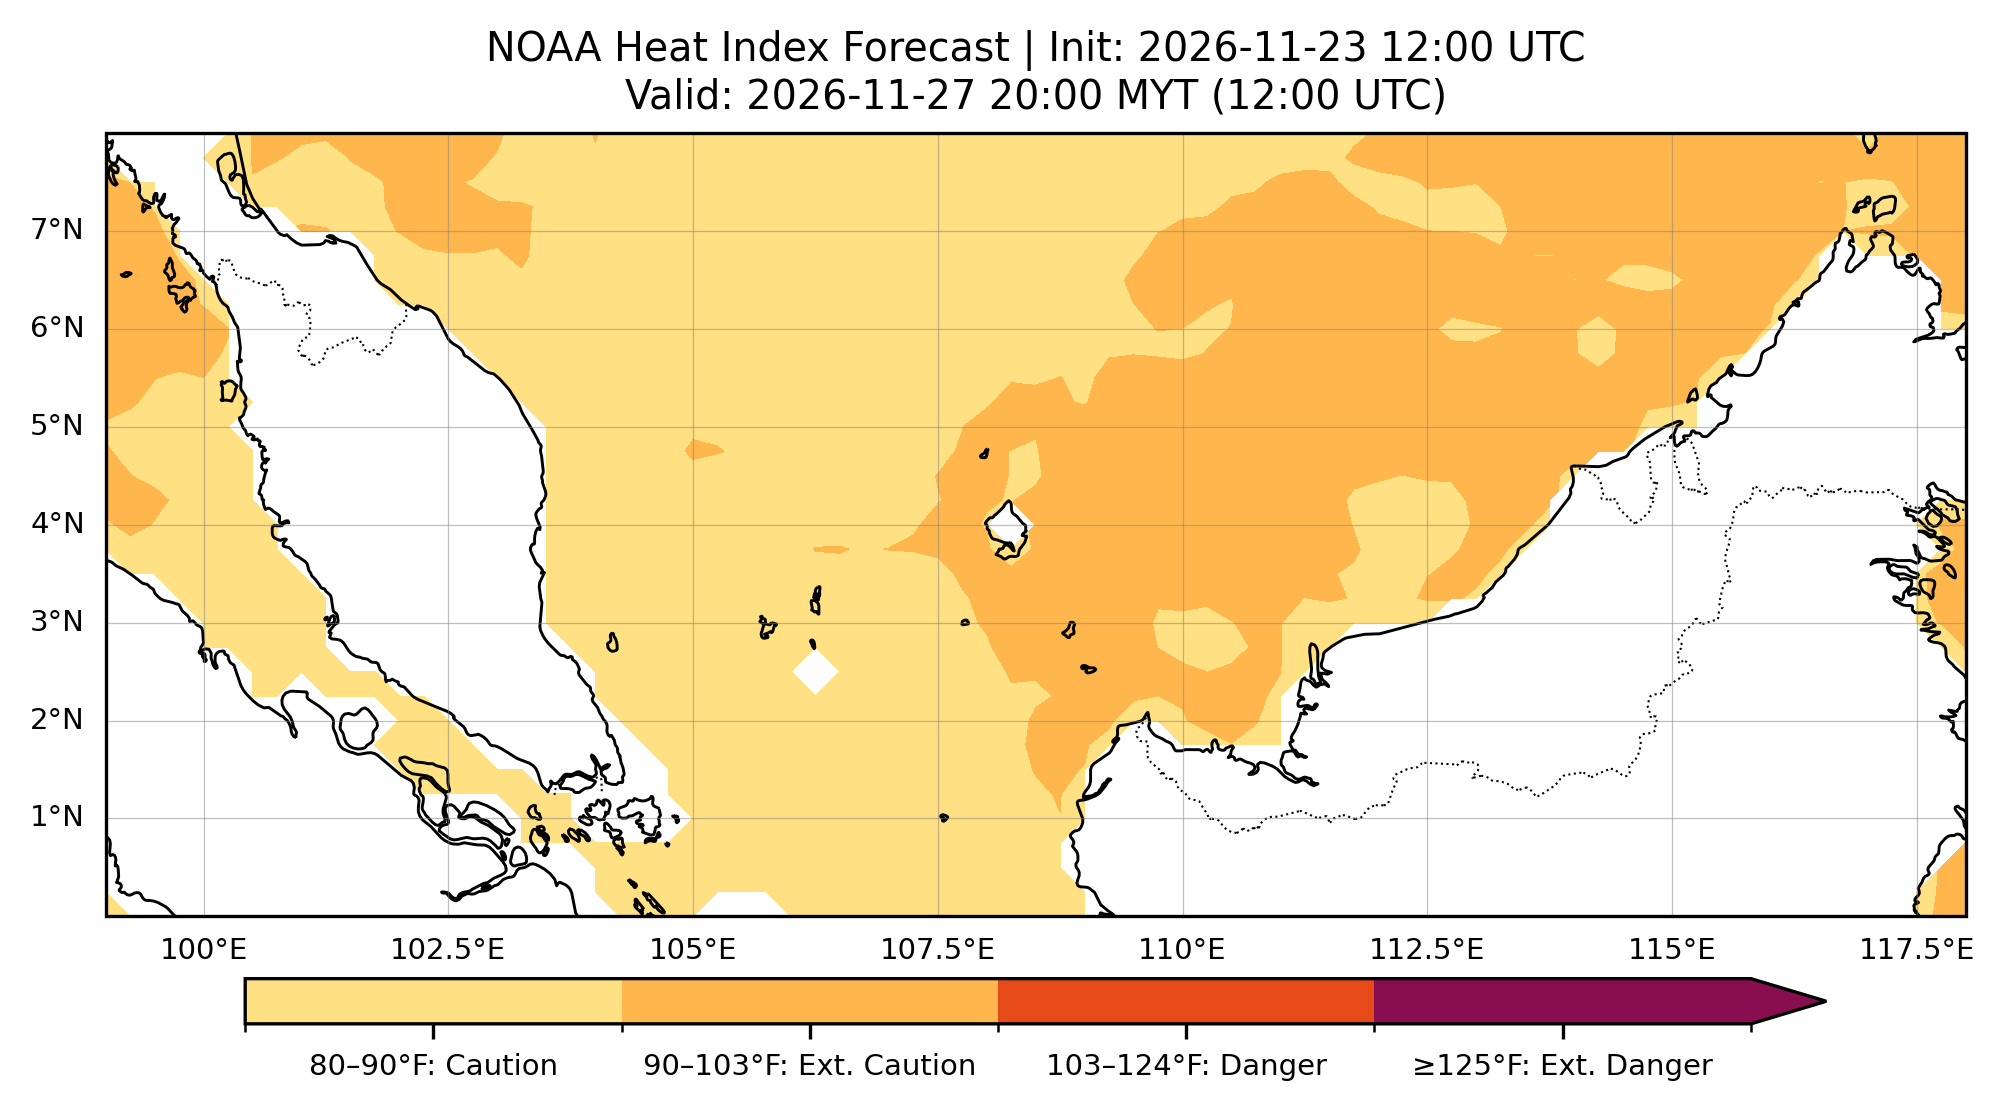 NOAA Heat Index Forecast | Init: 2026-11-23 12:00 UTC
Valid: 2026-11-27 20:00 MYT (12:00 UTC)
7°N
6°N
5°N
4°N
3°N
2°N
1°N
100°E 102.5°E 105°E 107.5°E 110°E 112.5°E 115°E 117.5°E
80–90°F: Caution 90–103°F: Ext. Caution 103–124°F: Danger ≥125°F: Ext. Danger